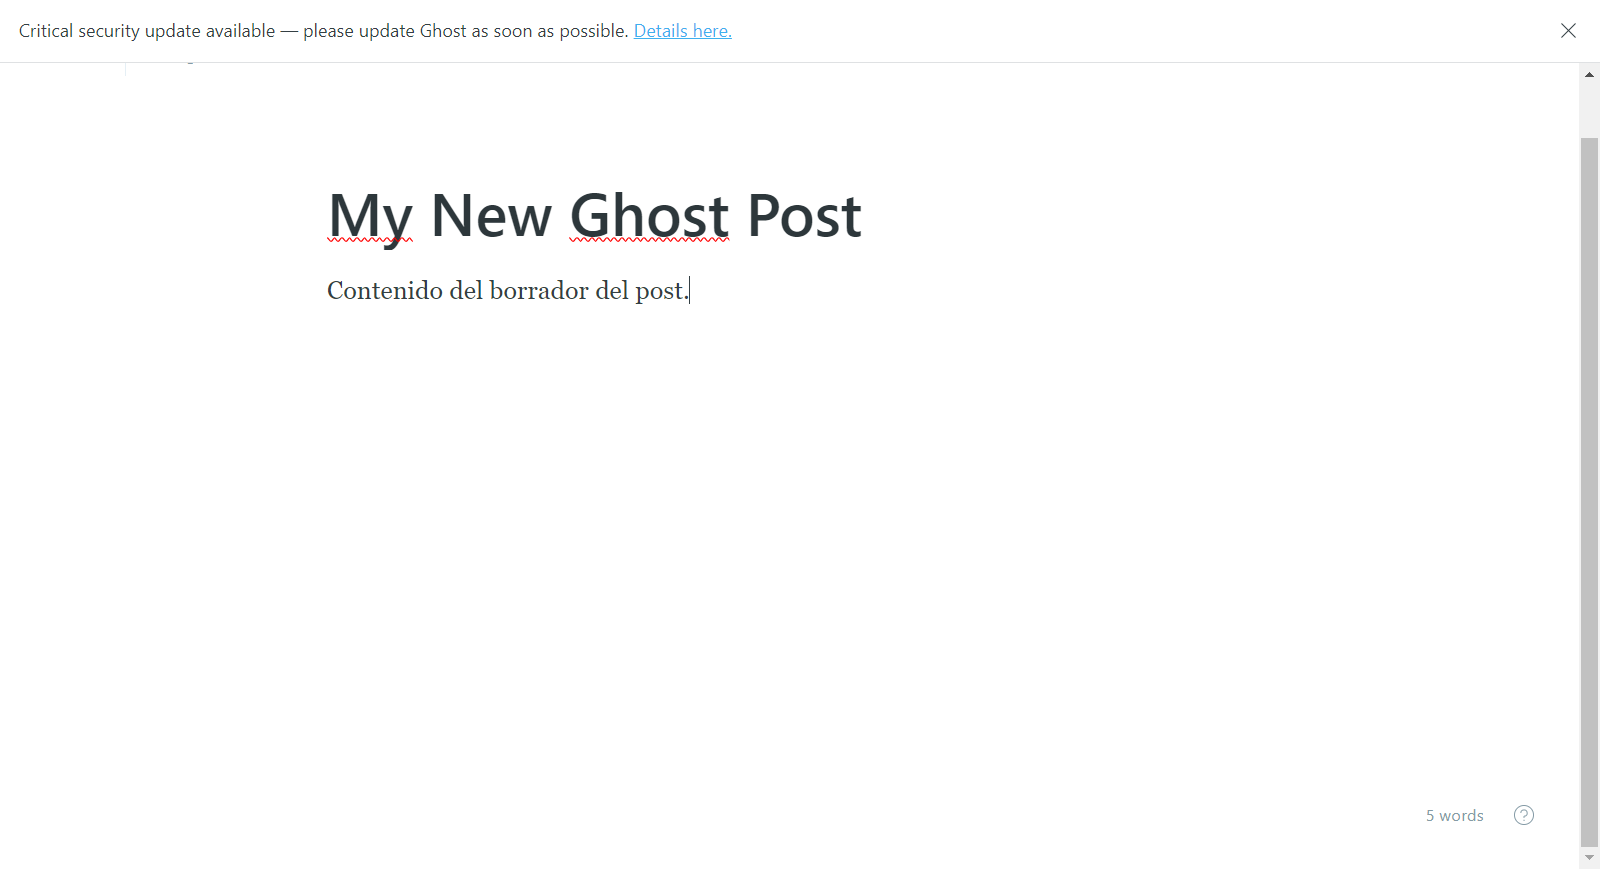 Critical security update available — please update Ghost as soon as possible. Details here.
My New Ghost Post
Contenido del borrador del post.
5 words
?